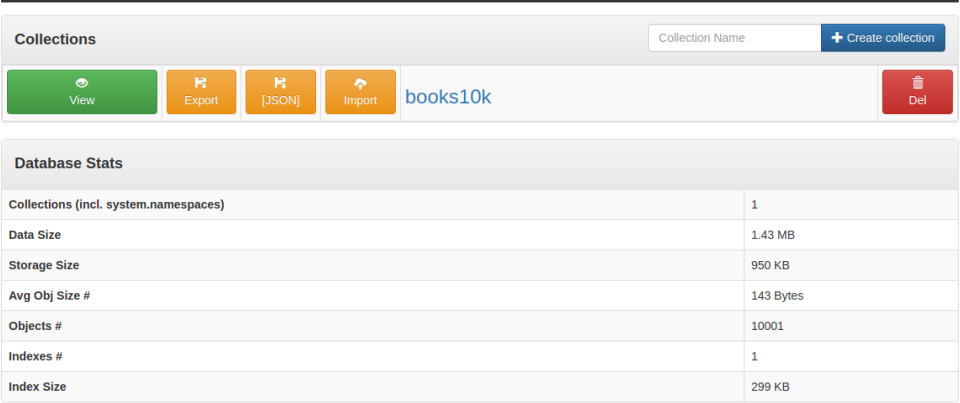 Collections
Collection Name
Create collection
View
Export
[JSON]
Import
books10k
Del
Database Stats
Collections (incl. system.namespaces) 1
Data Size 1.43 MB
Storage Size 950 KB
Avg Obj Size # 143 Bytes
Objects # 10001
Indexes # 1
Index Size 299 KB